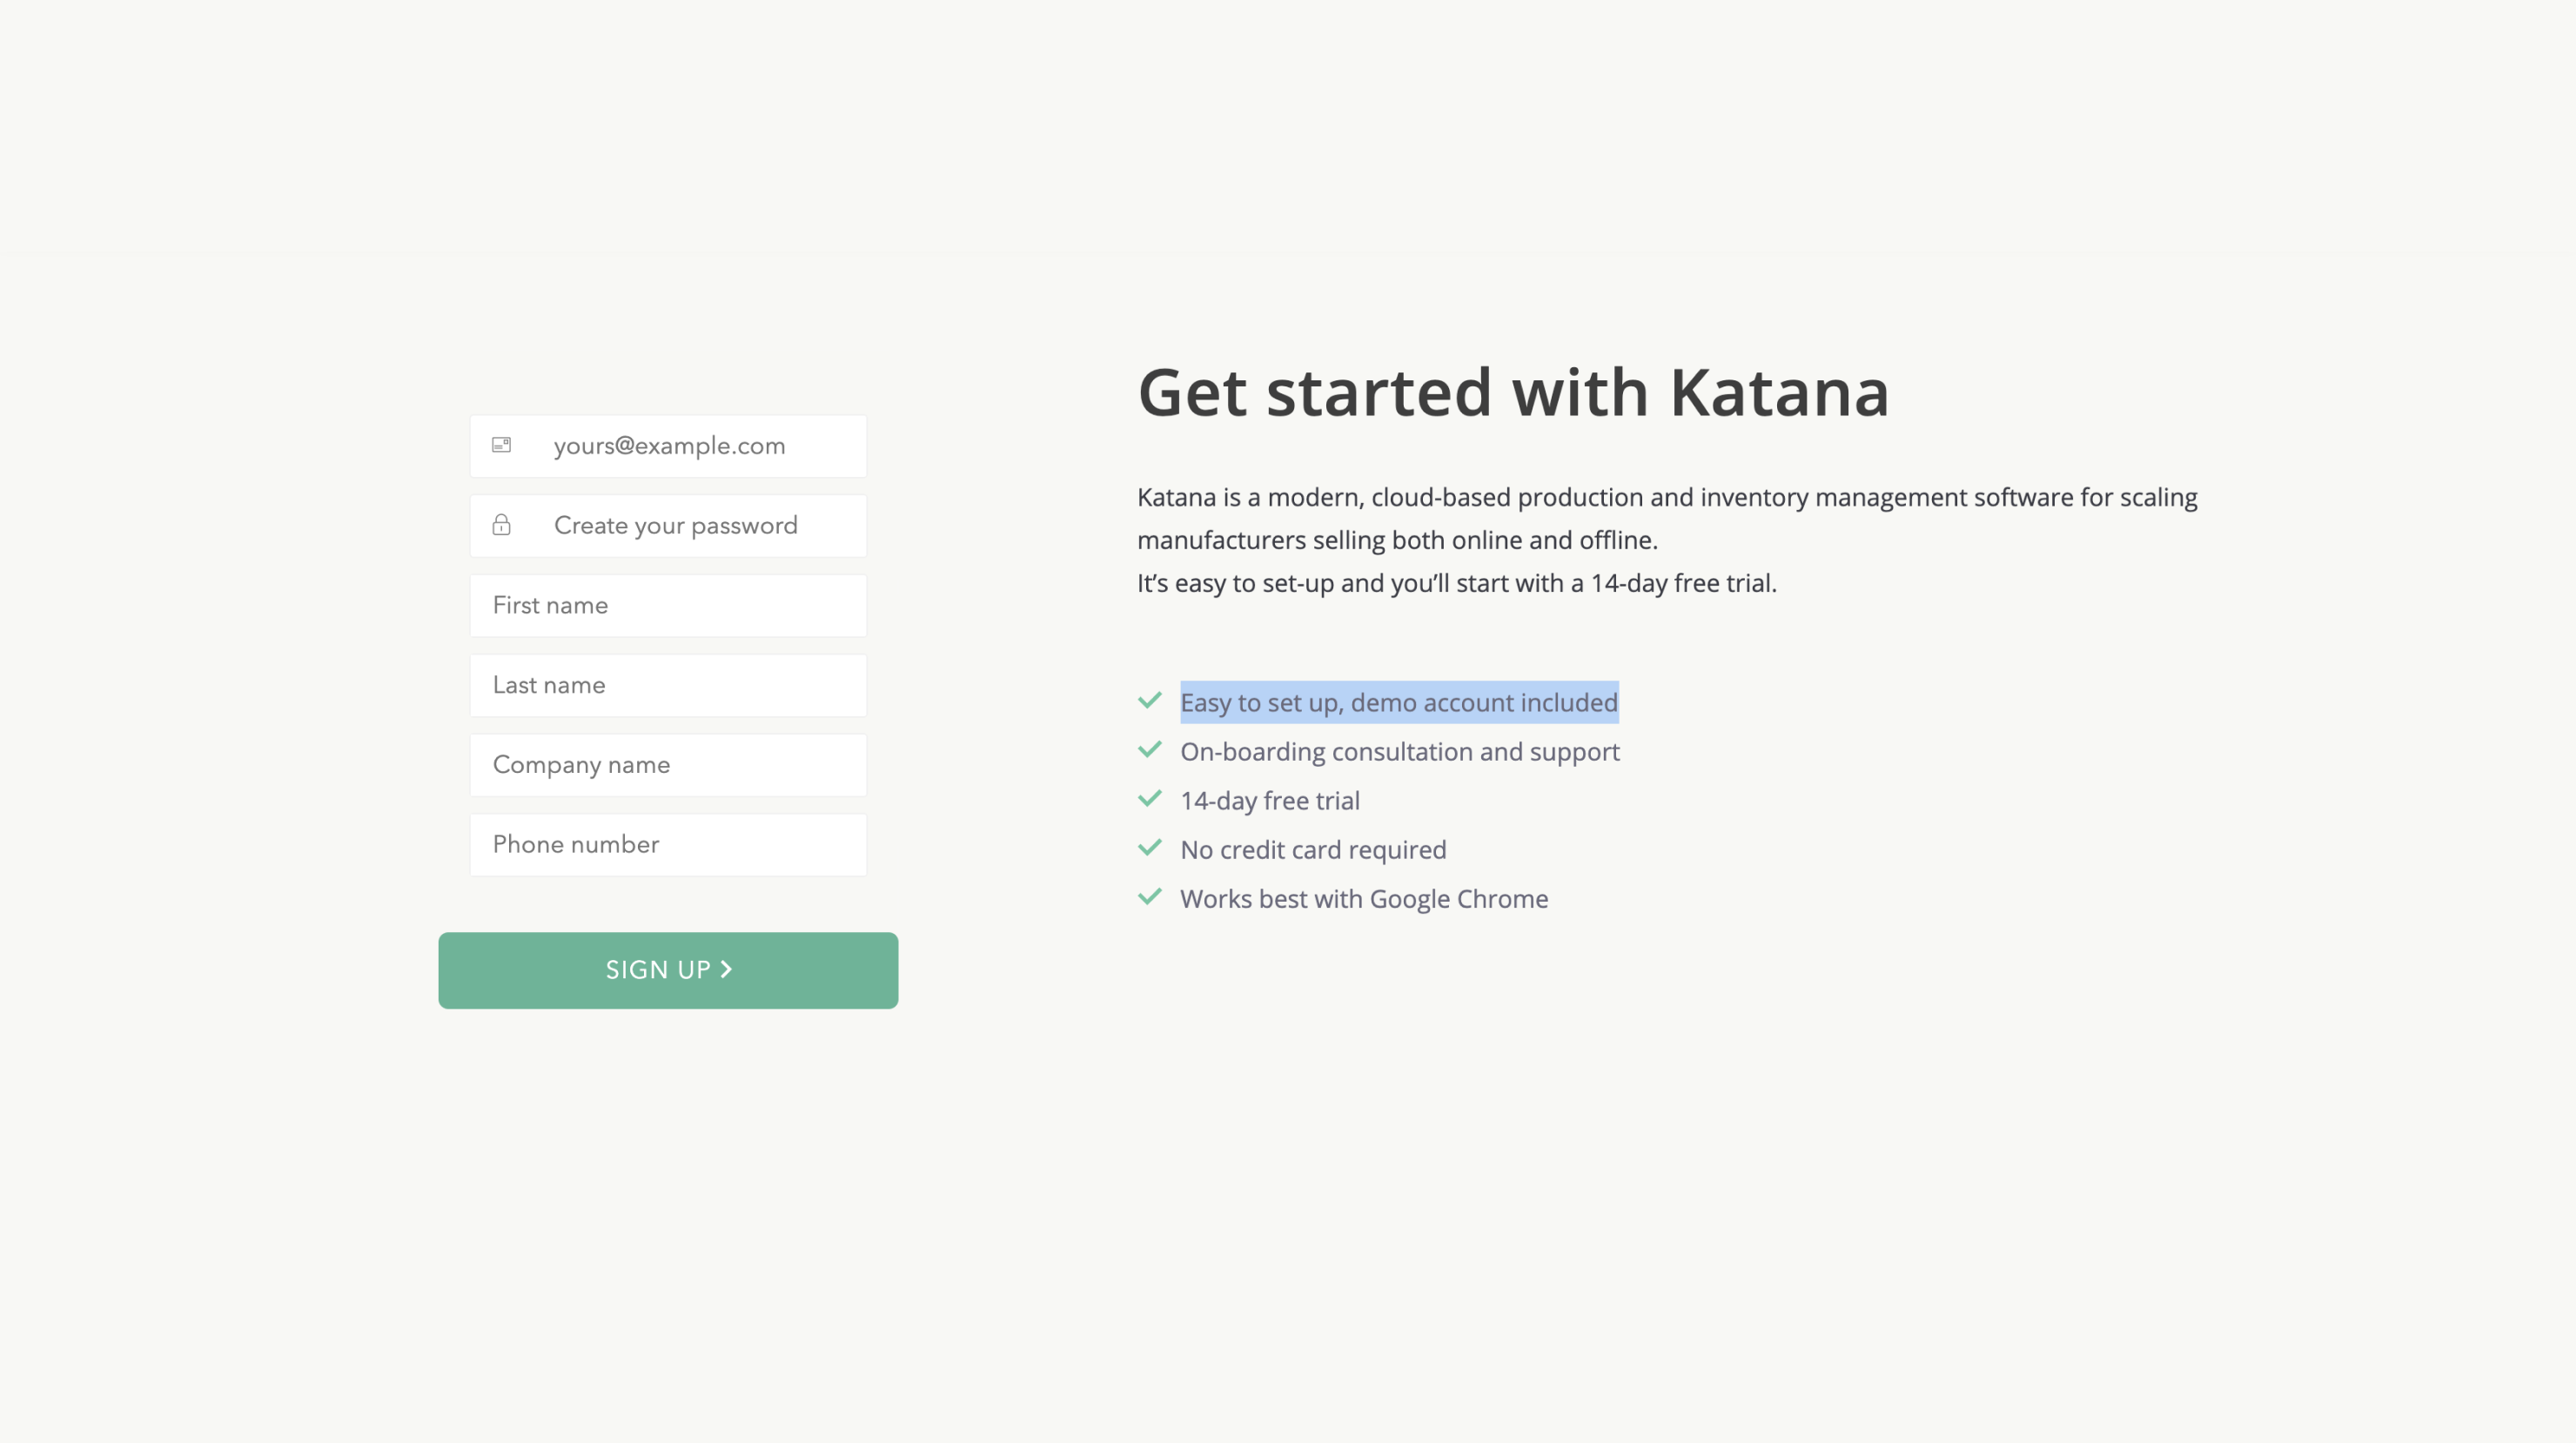 yours@example.com
Create your password
First name
Last name
Company name
Phone number
SIGN UP
Get started with Katana
Katana is a modern, cloud-based production and inventory management software for scaling
manufacturers selling both online and offline.
It’s easy to set-up and you’ll start with a 14-day free trial.
Easy to set up, demo account included
On-boarding consultation and support
14-day free trial
No credit card required
Works best with Google Chrome